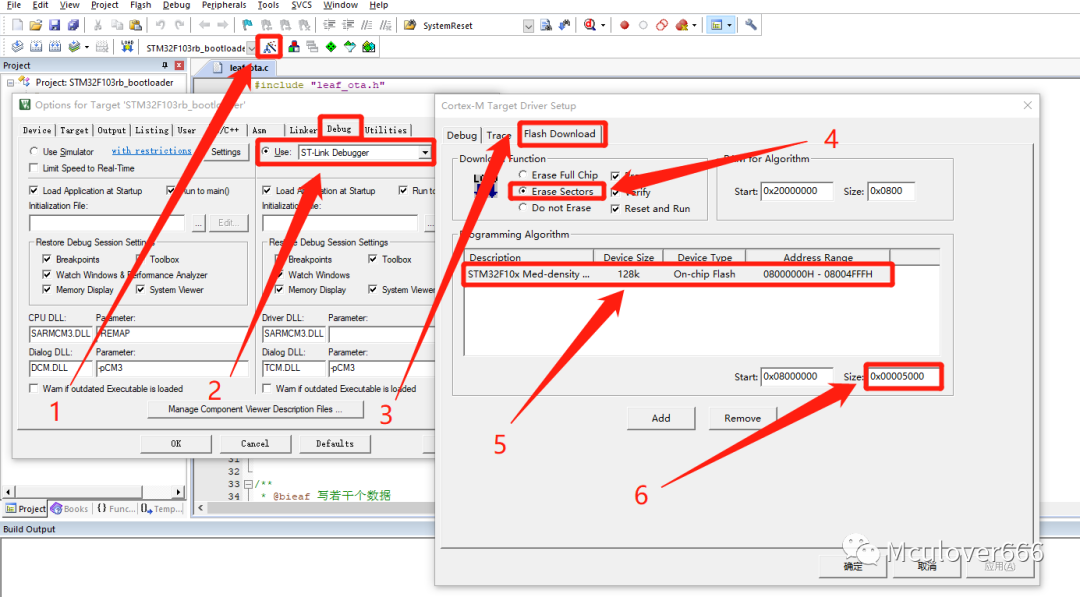 File Edit View Project Flash Debug Peripherals Tools SVCS Window Help
SystemReset
LOAD
STM32F103rb_bootloade
Project
Project: STM32F103rb_bootloader
leaf_ota.c
#include "leaf_ota.h"
Options for Target 'STM32F103rb_bootloader'
Device Target Output Listing User C/C++ Asm Linker Debug Utilities
Use Simulator with restrictions Settings
Use: ST-Link Debugger
Limit Speed to Real-Time
Load Application at Startup Run to main()
Load Application at Startup Run to
Initialization File:
Initialization File:
... Edit...
...
Restore Debug Session Settings
Restore Debug Session Settings
Breakpoints Toolbox
Breakpoints Toolbox
Watch Windows & Performance Analyzer
Watch Windows
Memory Display System Viewer
Memory Display System Viewer
CPU DLL: Parameter:
Driver DLL: Parameter:
SARMCM3.DLL -REMAP
SARMCM3.DLL
Dialog DLL: Parameter:
Dialog DLL: Parameter:
DCM.DLL -pCM3
TCM.DLL -pCM3
Warn if outdated Executable is loaded
Warn if outdated Executable is loaded
Manage Component Viewer Description Files ...
OK Cancel Defaults
Cortex-M Target Driver Setup
Debug Trace Flash Download
Download Function
LOAD
Erase Full Chip
Erase Sectors Verify
Do not Erase Reset and Run
RAM for Algorithm
Start: 0x20000000 Size: 0x0800
Programming Algorithm
Description Device Size Device Type Address Range
STM32F10x Med-density ... 128k On-chip Flash 08000000H - 08004FFFH
Start: 0x08000000 Size: 0x00005000
Add Remove
确定 取消 应用(A)
1
2
3
4
5
6
31
32
33 /**
34 * @bieaf 写若干个数据
Project Books {} Func... Temp...
Build Output
Mculover666